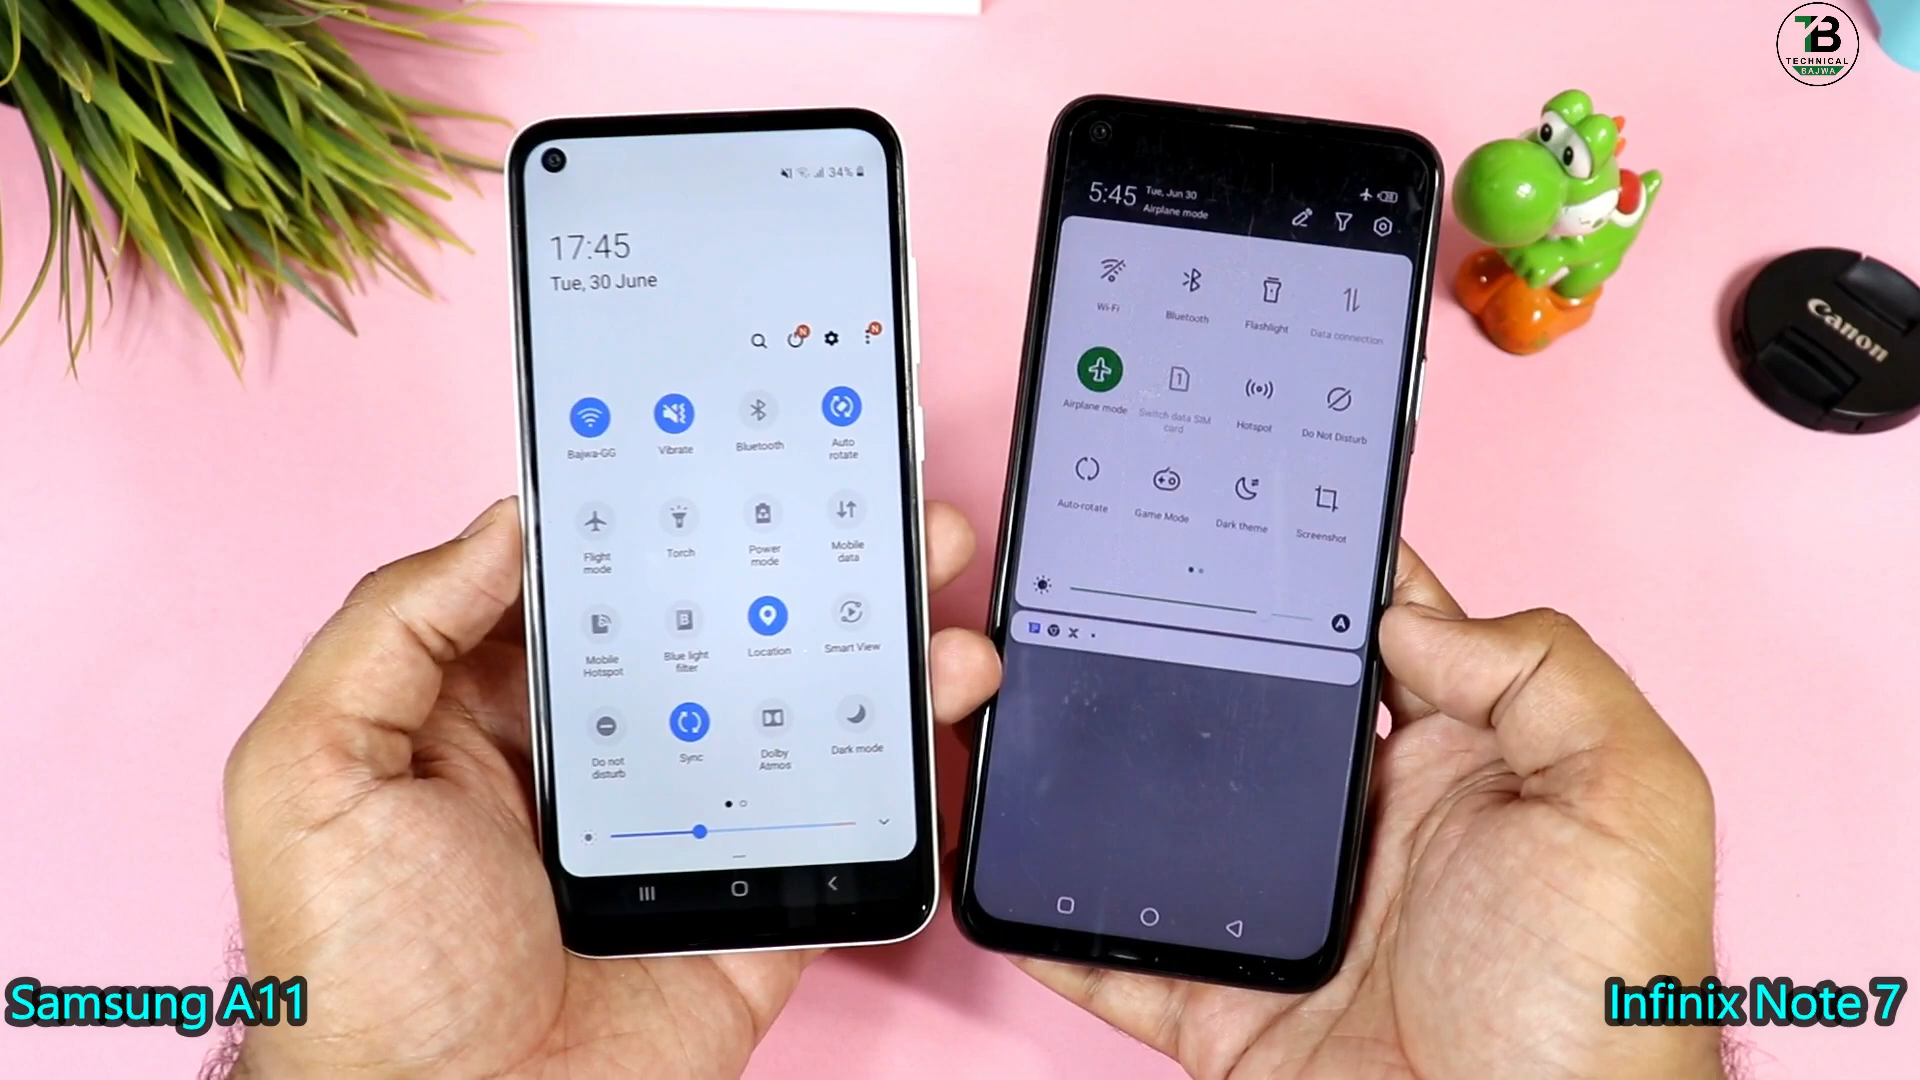 TB
TECHNICAL
BAJWA
34%
17:45
Tue, 30 June
N
N
Bajwa-GG
Vibrate
Bluetooth
Auto
rotate
Flight
mode
Torch
Power
mode
Mobile
data
Mobile
Hotspot
B
Blue light
filter
Location
Smart View
Do not
disturb
Sync
Dolby
Atmos
Dark mode
5:45
Tue, Jun 30
Airplane mode
Wi-Fi
Bluetooth
Flashlight
Data connection
Airplane mode
1
Switch data SIM
card
Hotspot
Do Not Disturb
Auto-rotate
Game Mode
Dark theme
Screenshot
A
Canon
Samsung A11
Infinix Note 7